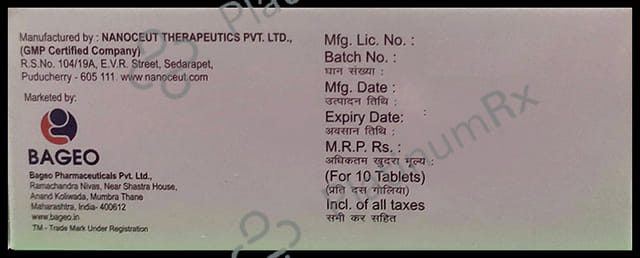 Manufactured by : NANOCEUT THERAPEUTICS PVT. LTD.,
(GMP Certified Company)
R.S.No. 104/19A, E.V.R. Street, Sedarapet,
Puducherry - 605 111. www.nanoceut.com
Marketed by:
BAGEO
Bageo Pharmaceuticals Pvt. Ltd.,
Ramachandra Nivas, Near Shastra House,
Anand Koliwada, Mumbra Thane
Maharashtra, India- 400612
www.bageo.in
TM - Trade Mark Under Registration
Mfg. Lic. No. :
Batch No. :
घान संख्या :
Mfg. Date :
उत्पादन तिथि :
Expiry Date:
अवसान तिथि :
M.R.P. Rs. :
अधिकतम खुदरा मूल्य :
(For 10 Tablets)
(प्रति दस गोलिया)
Incl. of all taxes
सभी कर सहित
PlatinumRx